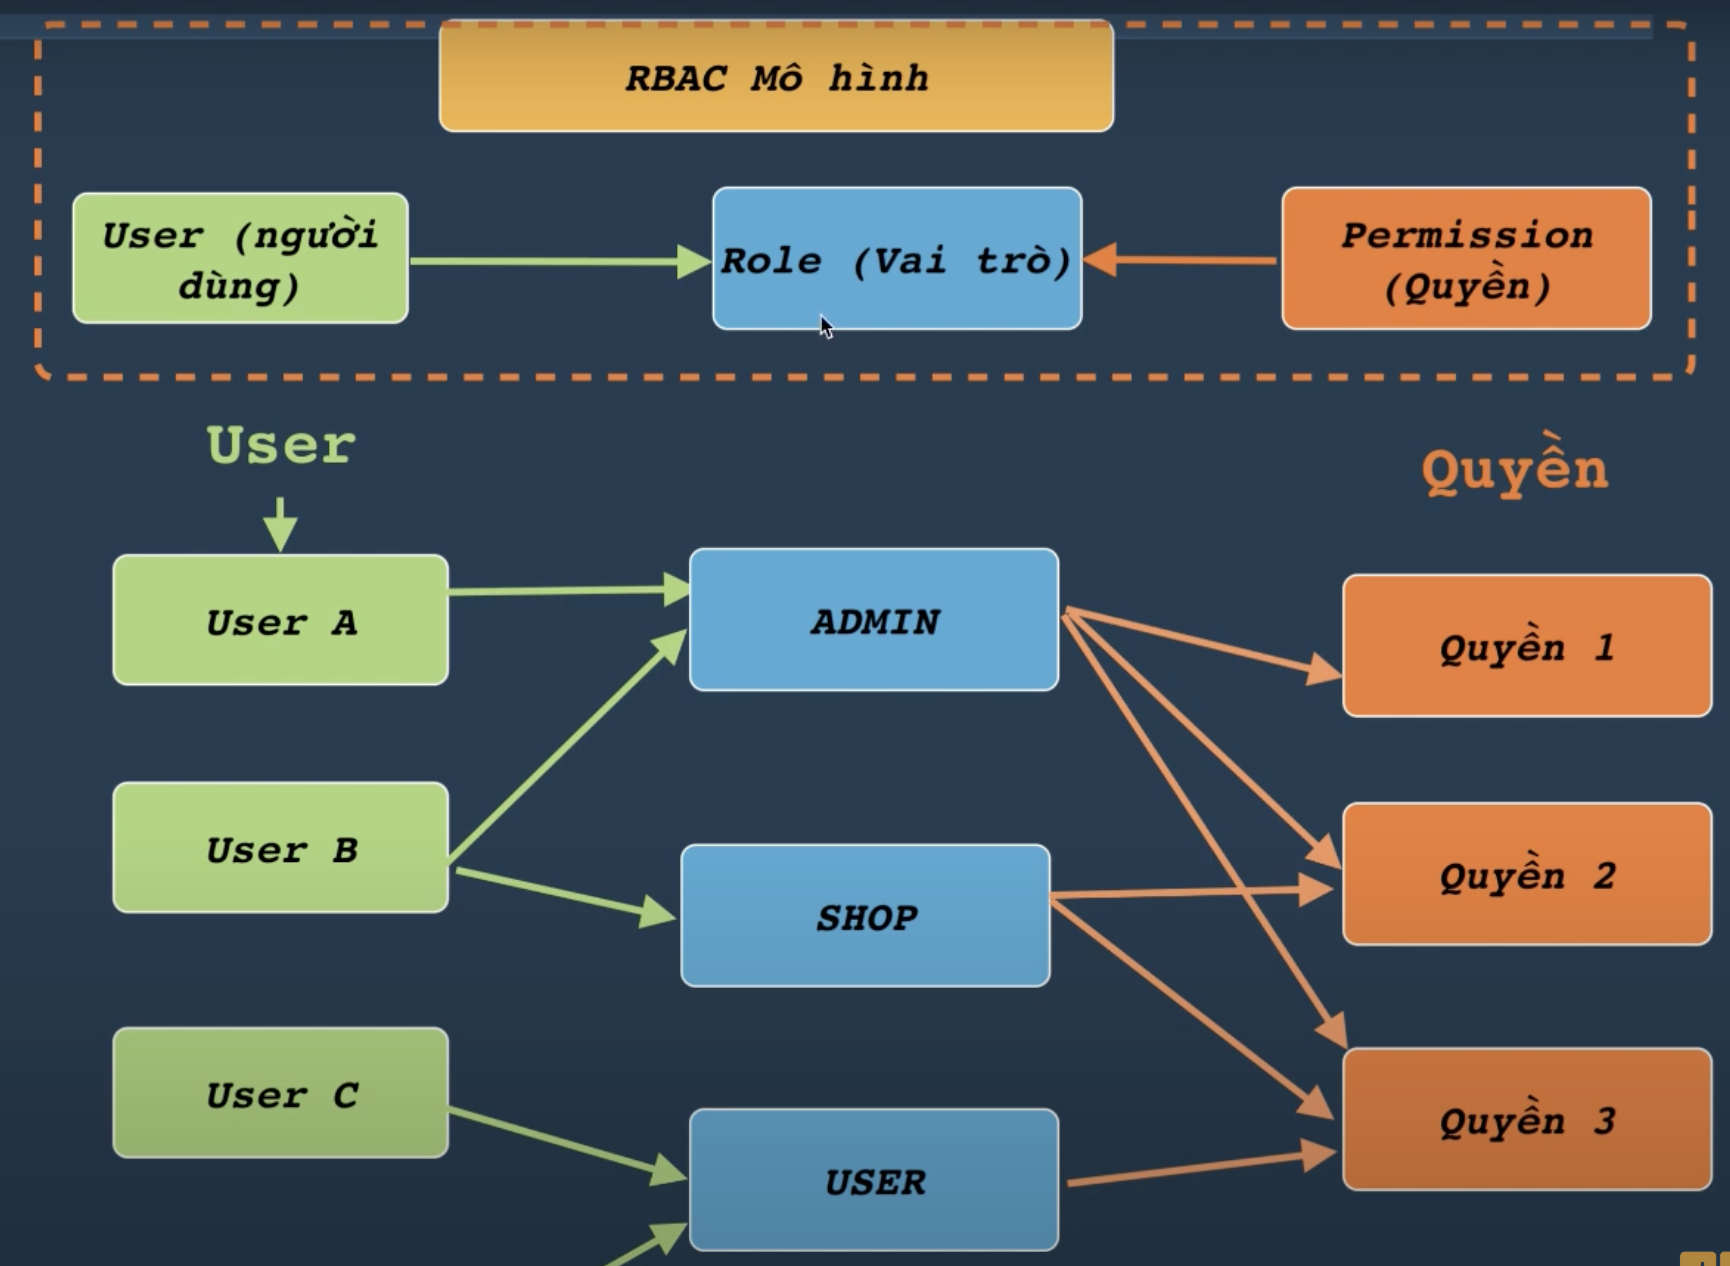 RBAC Mô hình
User (người
dùng)
Role (Vai trò)
Permission
(Quyền)
User
Quyền
User A
ADMIN
Quyền 1
User B
SHOP
Quyền 2
User C
USER
Quyền 3